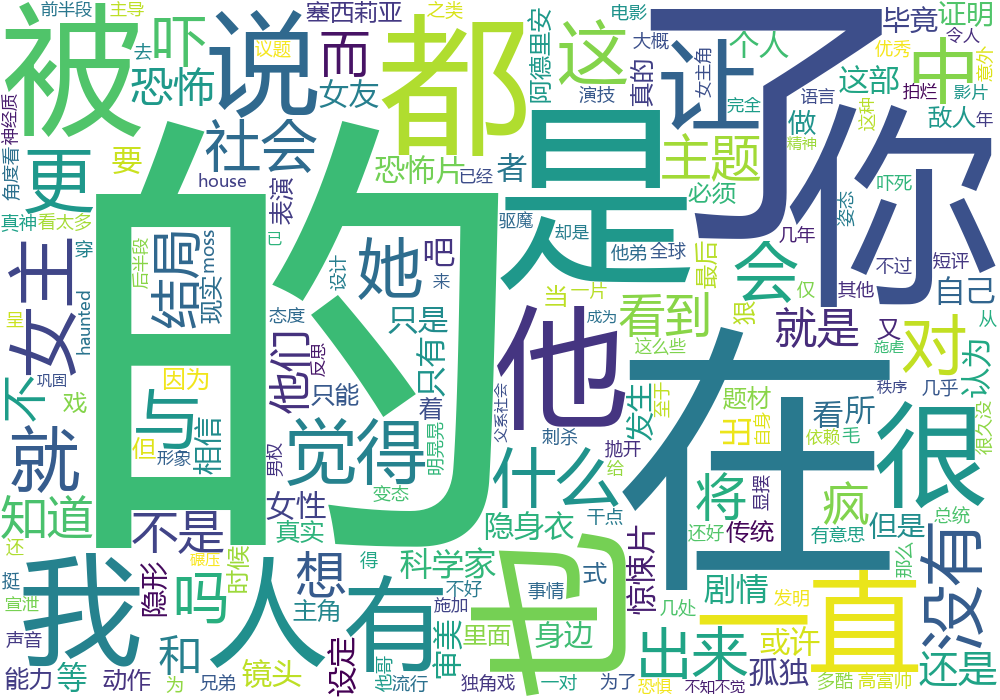 前半段
主导
塞西莉亚
之类
去
议题
被
吓
说
而
女友
都
阿德里安
电影
这
大概
演技
真的
让
女主角
个人
完全
了
语言
这部
做
毕竟
优秀
拍烂
中
证明
令人
意外
影片
年
敌人
恐怖
神经质
角度看
更
要
社会
house
表演
恐怖片
已经
者
是
主题
必须
这种
精神
你
吓死
姿态
真神
看太多
穿
女主
haunted
后半段
结局
现实
moss
已
的
设计
她
态度
吧
来
驱魔
却是
他弟
全球
最后
几年
会
不过
短评
仅
其他
自己
从
呈
巩固
不
戏
因为
与
但
形象
相信
他们
反思
只是
只有
只能
着
他
当
一片
成为
看到
这么些
狠
至于
就是
又
对
施虐
几乎
认为
秩序
就
知道
不是
男权
女性
觉得
明晃晃
变态
真实
父系社会
什么
刺杀
给
抛开
发生
在
题材
看
所
丑
自身
依赖
毛
很
很久没
隐身衣
干点
将
显摆
疯
传统
还好
有意思
但是
总统
还
挺
我
碾压
宣泄
隐形
吗
时候
人
想
得
有
科学家
不好
施加
审美
里面
事情
式
身边
几处
惊悚片
出来
剧情
一
发明
或许
直
那么
没有
还是
声音
能力
等
为
动作
和
兄弟
镜头
主角
设定
他哥
流行
独角戏
一对
为了
恐惧
不知不觉
孤独
多酷
高富帅